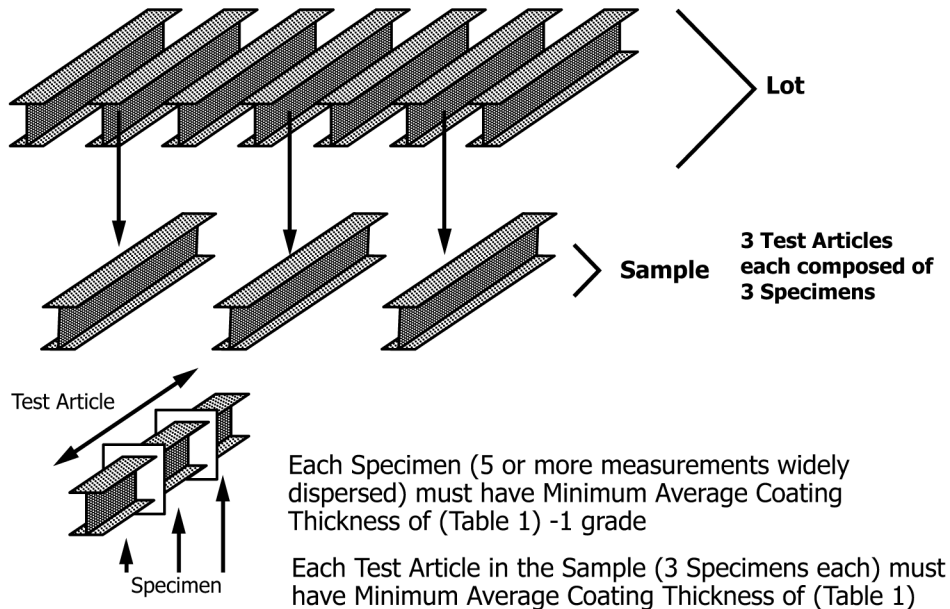 Lot
Sample
3 Test Articles
each composed of
3 Specimens
Test Article
Specimen
Each Specimen (5 or more measurements widely
dispersed) must have Minimum Average Coating
Thickness of (Table 1) -1 grade
Each Test Article in the Sample (3 Specimens each) must
have Minimum Average Coating Thickness of (Table 1)